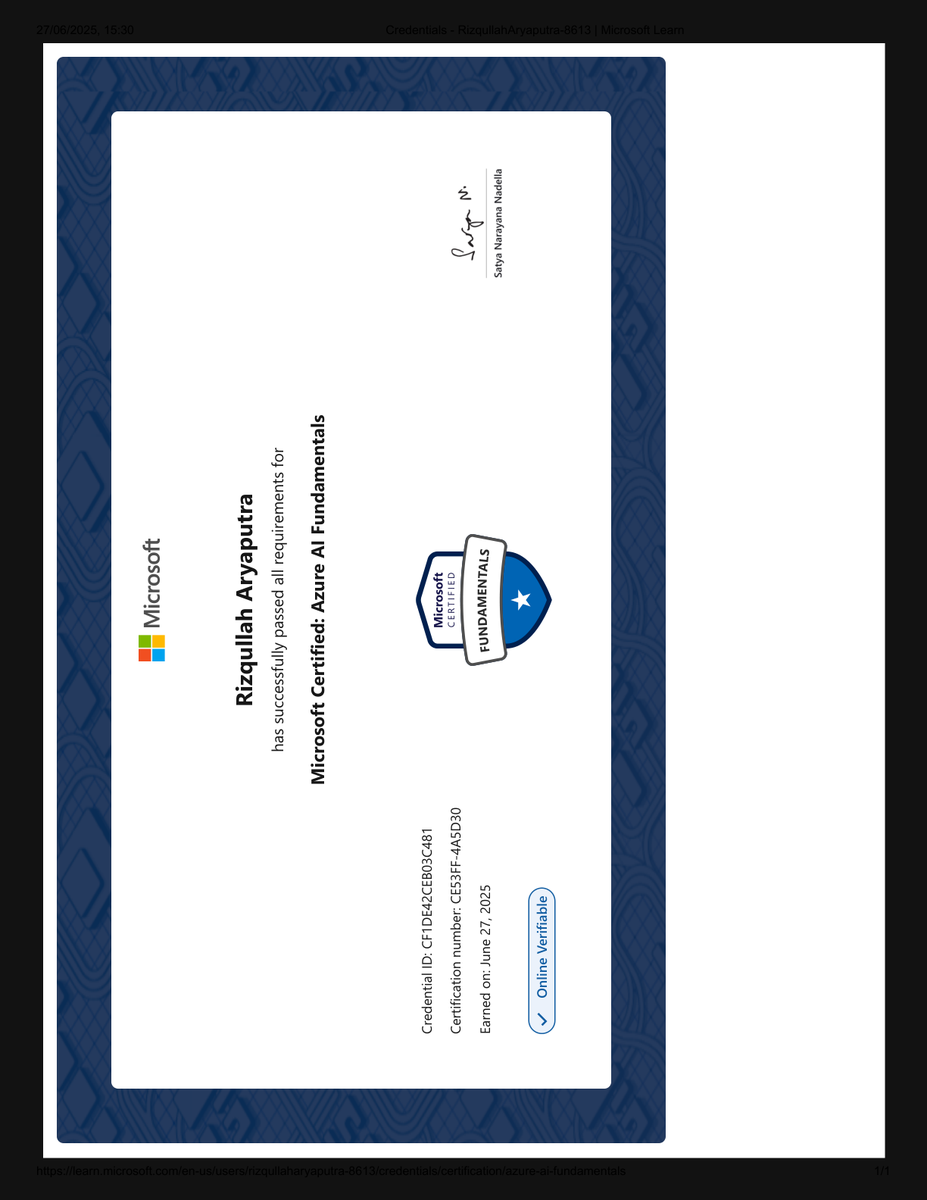 27/06/2025, 15:30
Credentials - RizqullahAryaputra-8613 | Microsoft Learn
Microsoft
Rizqullah Aryaputra
has successfully passed all requirements for
Microsoft Certified: Azure AI Fundamentals
Microsoft
CERTIFIED
FUNDAMENTALS
Credential ID: CF1DE42CEB03C481
Certification number: CE53FF-4A5D30
Earned on: June 27, 2025
Online Verifiable
Satya N.
Satya Narayana Nadella
https://learn.microsoft.com/en-us/users/rizqullaharyaputra-8613/credentials/certification/azure-ai-fundamentals
1/1